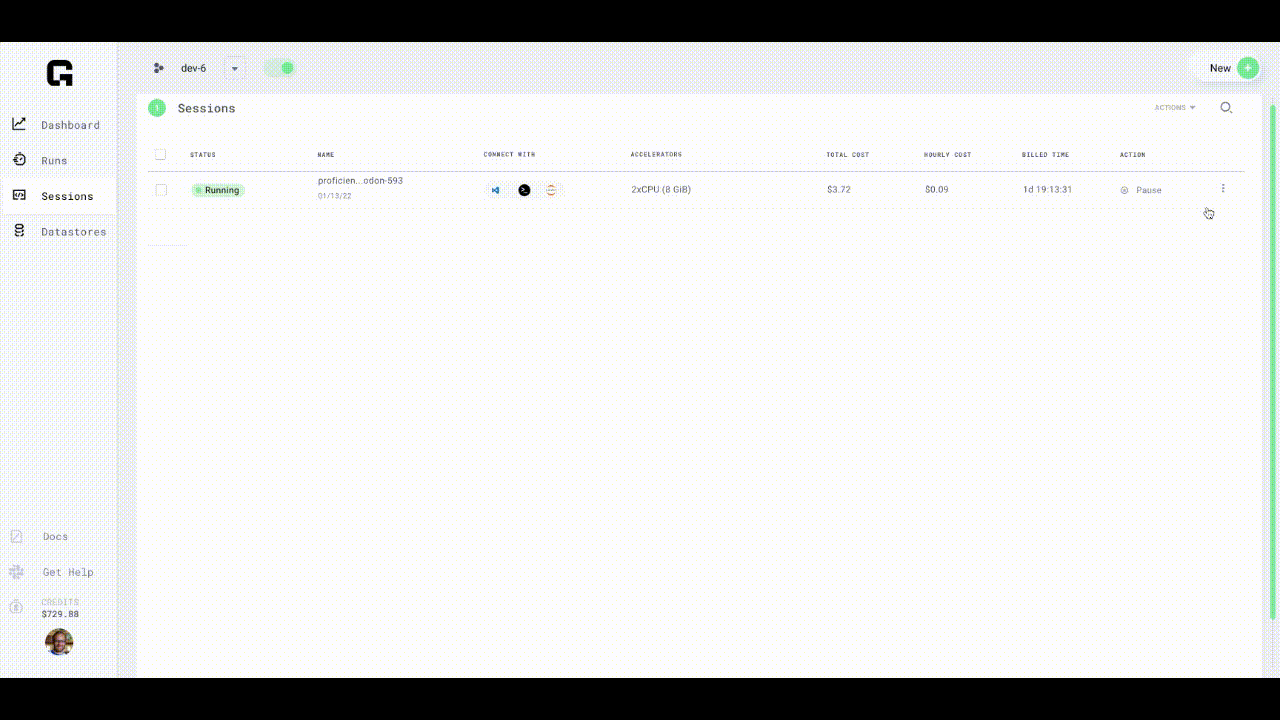 dev-6
New
Dashboard
Runs
Sessions
Datastores
1 Sessions
ACTIONS
STATUS NAME CONNECT WITH ACCELERATORS TOTAL COST HOURLY COST BILLED TIME ACTION
Running proficien...odon-593 2xCPU (8 GiB) $3.72 $0.09 1d 19:13:31 Pause
01/13/22
Docs
Get Help
CREDITS
$729.88